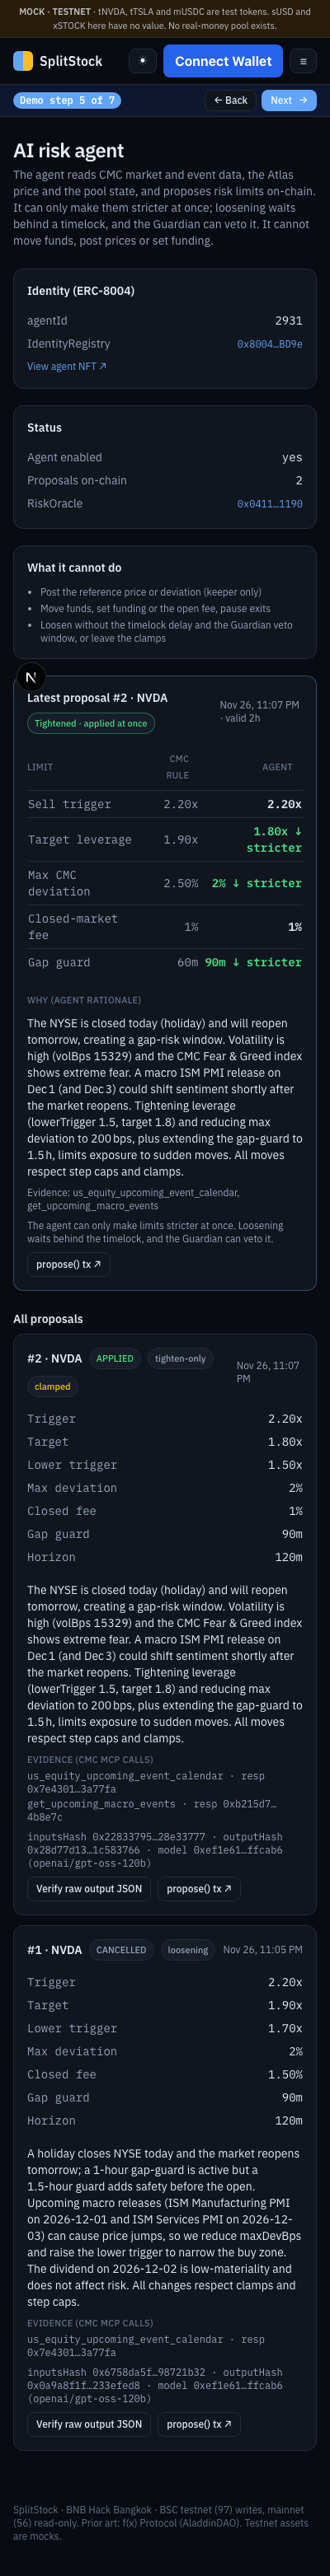 MOCK · TESTNET · tNVDA, tTSLA and mUSDC are test tokens. sUSD and
xSTOCK here have no value. No real-money pool exists.
SplitStock
☀
Connect Wallet
≡
Demo step 5 of 7
← Back
Next →
AI risk agent
The agent reads CMC market and event data, the Atlas
price and the pool state, and proposes risk limits on-chain.
It can only make them stricter at once; loosening waits
behind a timelock, and the Guardian can veto it. It cannot
move funds, post prices or set funding.
Identity (ERC-8004)
agentId 2931
IdentityRegistry 0x8004…BD9e
View agent NFT ↗
Status
Agent enabled yes
Proposals on-chain 2
RiskOracle 0x0411…1190
What it cannot do
• Post the reference price or deviation (keeper only)
• Move funds, set funding or the open fee, pause exits
• Loosen without the timelock delay and the Guardian veto
window, or leave the clamps
N
Latest proposal #2 · NVDA
Tightened · applied at once
Nov 26, 11:07 PM
· valid 2h
LIMIT CMC RULE AGENT
Sell trigger 2.20x 2.20x
Target leverage 1.90x 1.80x ↓ stricter
Max CMC deviation 2.50% 2% ↓ stricter
Closed-market fee 1% 1%
Gap guard 60m 90m ↓ stricter
WHY (AGENT RATIONALE)
The NYSE is closed today (holiday) and will reopen
tomorrow, creating a gap-risk window. Volatility is
high (volBps 15329) and the CMC Fear & Greed index
shows extreme fear. A macro ISM PMI release on
Dec 1 (and Dec 3) could shift sentiment shortly after
the market reopens. Tightening leverage
(lowerTrigger 1.5, target 1.8) and reducing max
deviation to 200 bps, plus extending the gap-guard to
1.5 h, limits exposure to sudden moves. All moves
respect step caps and clamps.
Evidence: us_equity_upcoming_event_calendar,
get_upcoming_macro_events
The agent can only make limits stricter at once. Loosening
waits behind the timelock, and the Guardian can veto it.
propose() tx ↗
All proposals
#2 · NVDA APPLIED tighten-only
clamped
Nov 26, 11:07
PM
Trigger 2.20x
Target 1.80x
Lower trigger 1.50x
Max deviation 2%
Closed fee 1%
Gap guard 90m
Horizon 120m
The NYSE is closed today (holiday) and will reopen
tomorrow, creating a gap-risk window. Volatility is
high (volBps 15329) and the CMC Fear & Greed index
shows extreme fear. A macro ISM PMI release on
Dec 1 (and Dec 3) could shift sentiment shortly after
the market reopens. Tightening leverage
(lowerTrigger 1.5, target 1.8) and reducing max
deviation to 200 bps, plus extending the gap-guard to
1.5 h, limits exposure to sudden moves. All moves
respect step caps and clamps.
EVIDENCE (CMC MCP CALLS)
us_equity_upcoming_event_calendar · resp
0x7e4301…3a77fa
get_upcoming_macro_events · resp 0xb215d7…
4b8e7c
inputsHash 0x22833795…28e33777 · outputHash
0x28d77d13…1c583766 · model 0xef1e61…ffcab6
(openai/gpt-oss-120b)
Verify raw output JSON
propose() tx ↗
#1 · NVDA CANCELLED loosening Nov 26, 11:05 PM
Trigger 2.20x
Target 1.90x
Lower trigger 1.70x
Max deviation 2%
Closed fee 1.50%
Gap guard 90m
Horizon 120m
A holiday closes NYSE today and the market reopens
tomorrow; a 1-hour gap-guard is active but a
1.5-hour guard adds safety before the open.
Upcoming macro releases (ISM Manufacturing PMI
on 2026-12-01 and ISM Services PMI on 2026-12-
03) can cause price jumps, so we reduce maxDevBps
and raise the lower trigger to narrow the buy zone.
The dividend on 2026-12-02 is low-materiality and
does not affect risk. All changes respect clamps and
step caps.
EVIDENCE (CMC MCP CALLS)
us_equity_upcoming_event_calendar · resp
0x7e4301…3a77fa
inputsHash 0x6758da5f…98721b32 · outputHash
0x0a9a8f1f…233efed8 · model 0xef1e61…ffcab6
(openai/gpt-oss-120b)
Verify raw output JSON
propose() tx ↗
SplitStock · BNB Hack Bangkok · BSC testnet (97) writes, mainnet
(56) read-only. Prior art: f(x) Protocol (AladdinDAO). Testnet assets
are mocks.